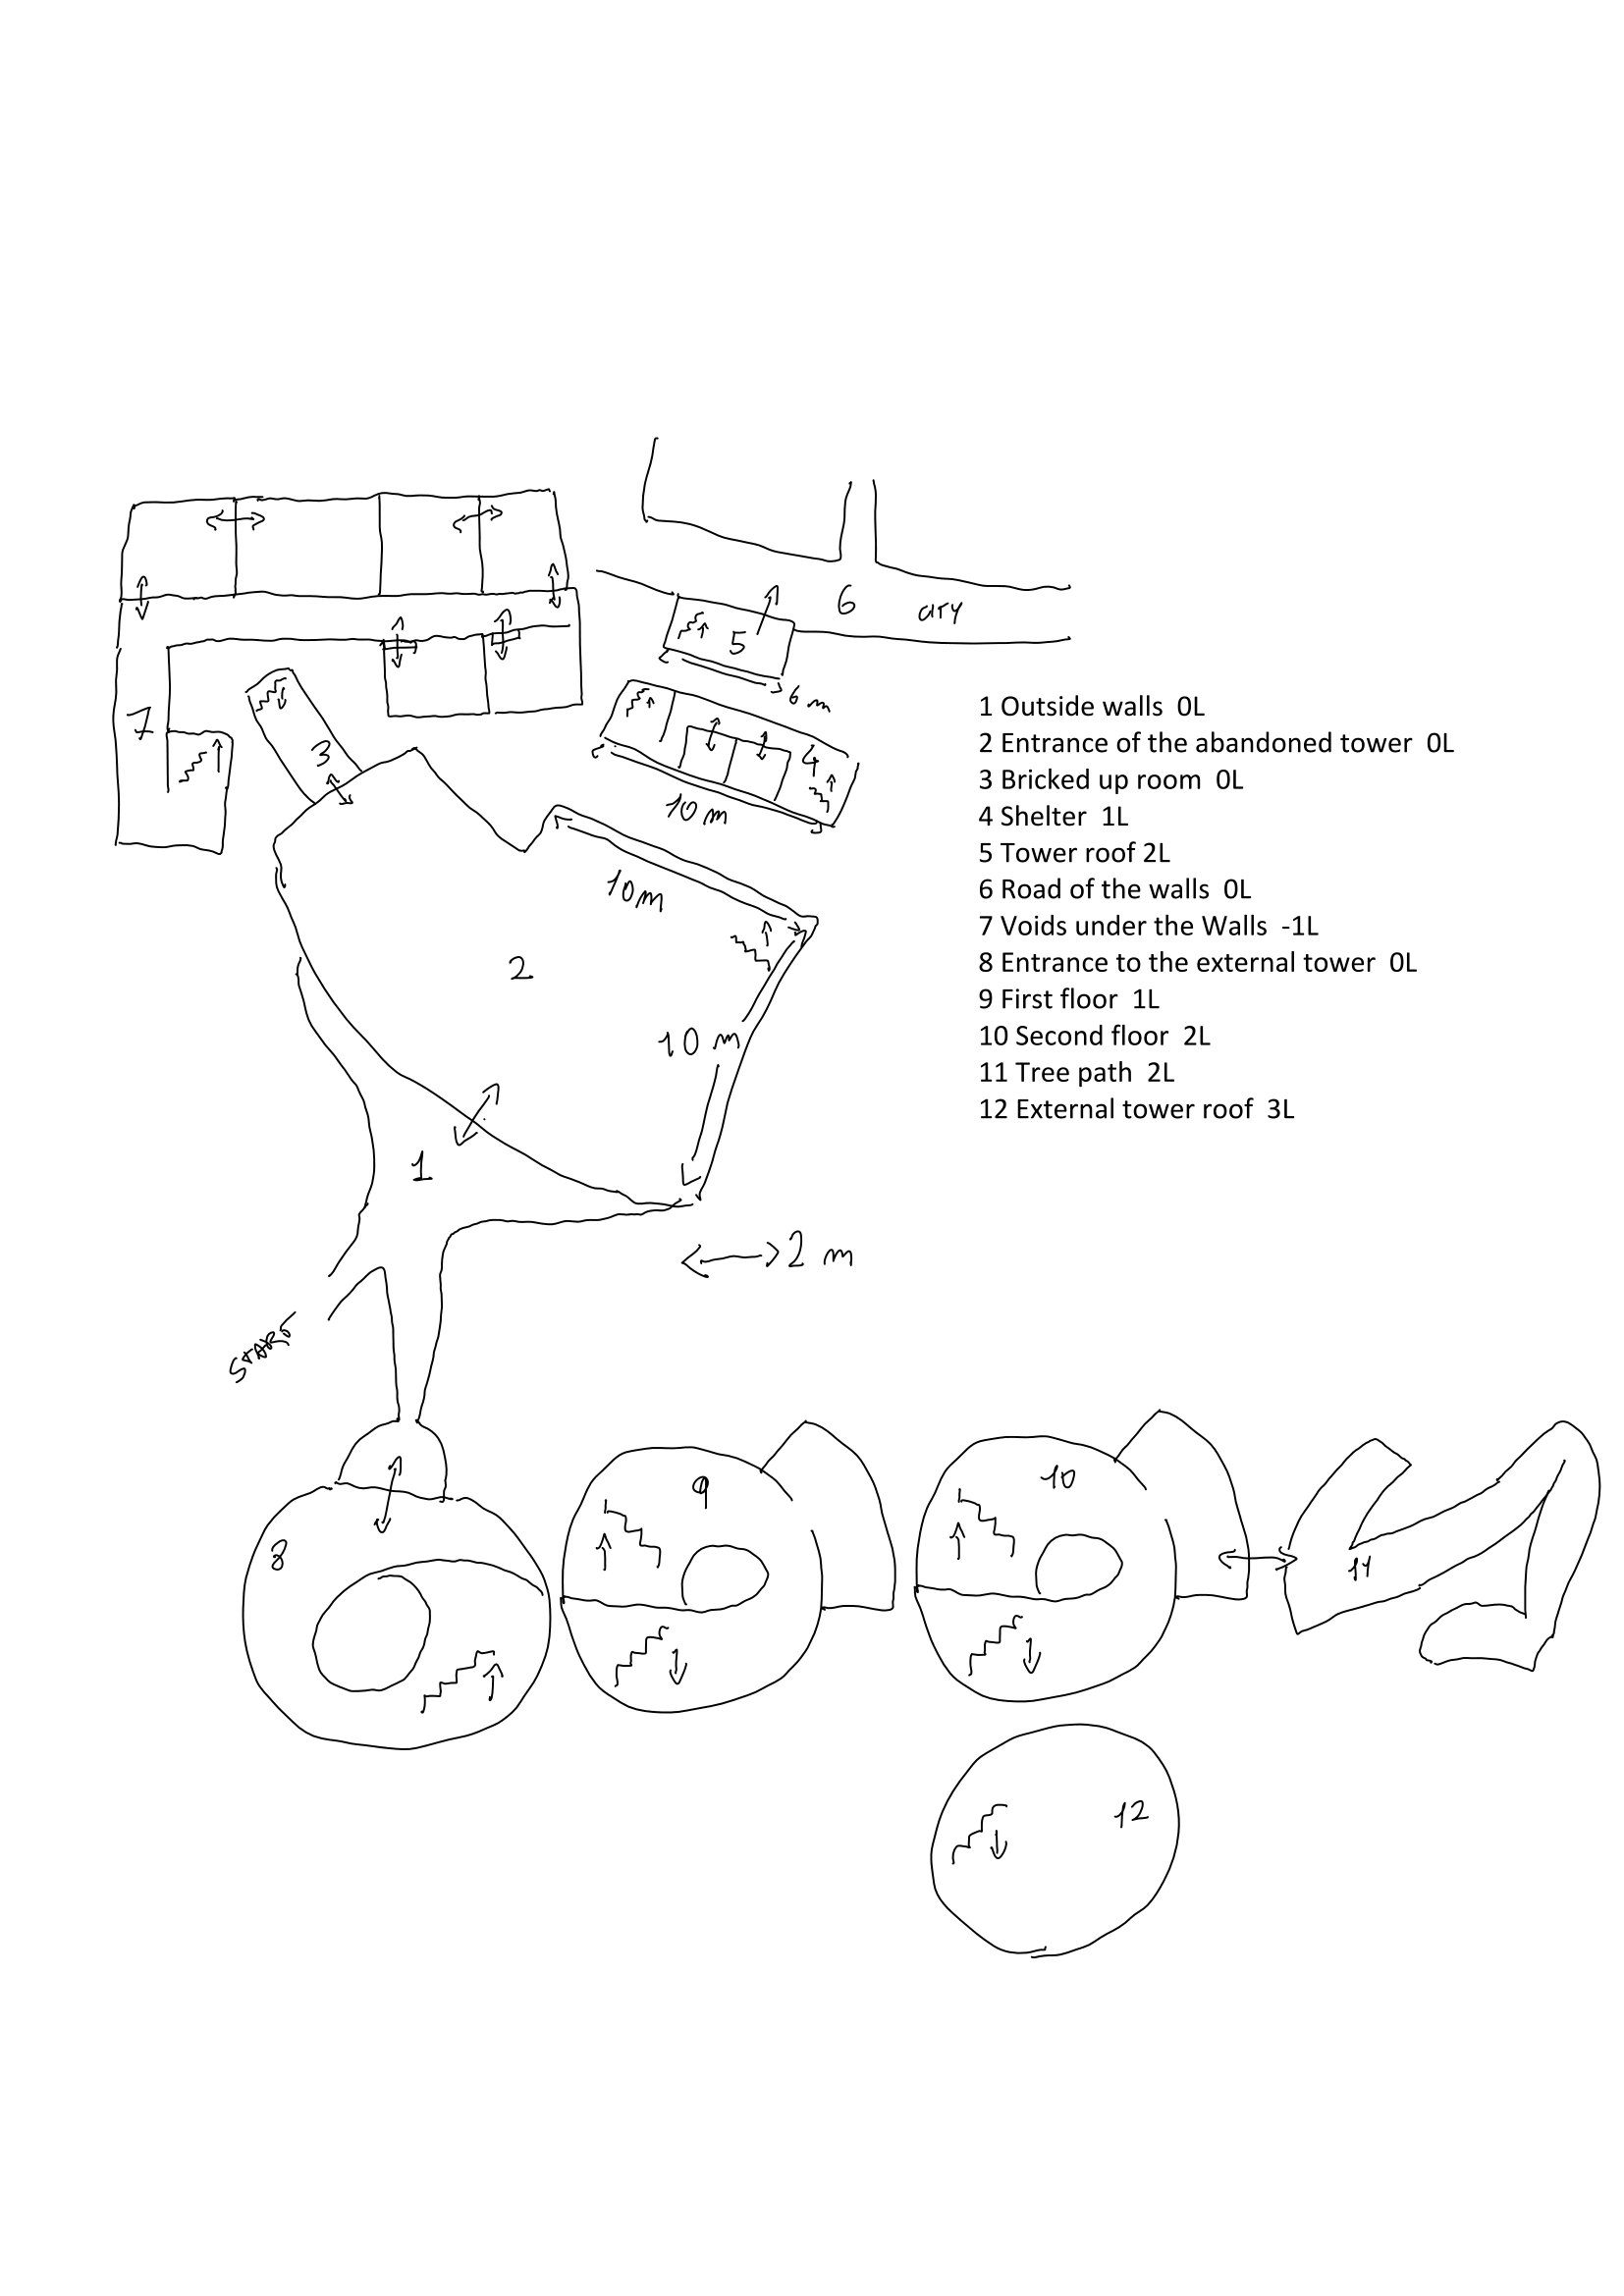 6
CITY
5
6 m
7
3
4
10 m
1 Outside walls  0L
2 Entrance of the abandoned tower  0L
3 Bricked up room  0L
4 Shelter  1L
5 Tower roof 2L
6 Road of the walls  0L
7 Voids under the Walls  -1L
8 Entrance to the external tower  0L
9 First floor  1L
10 Second floor  2L
11 Tree path  2L
12 External tower roof  3L
10 m
2
10 m
1
2 m
START
8
9
10
11
12